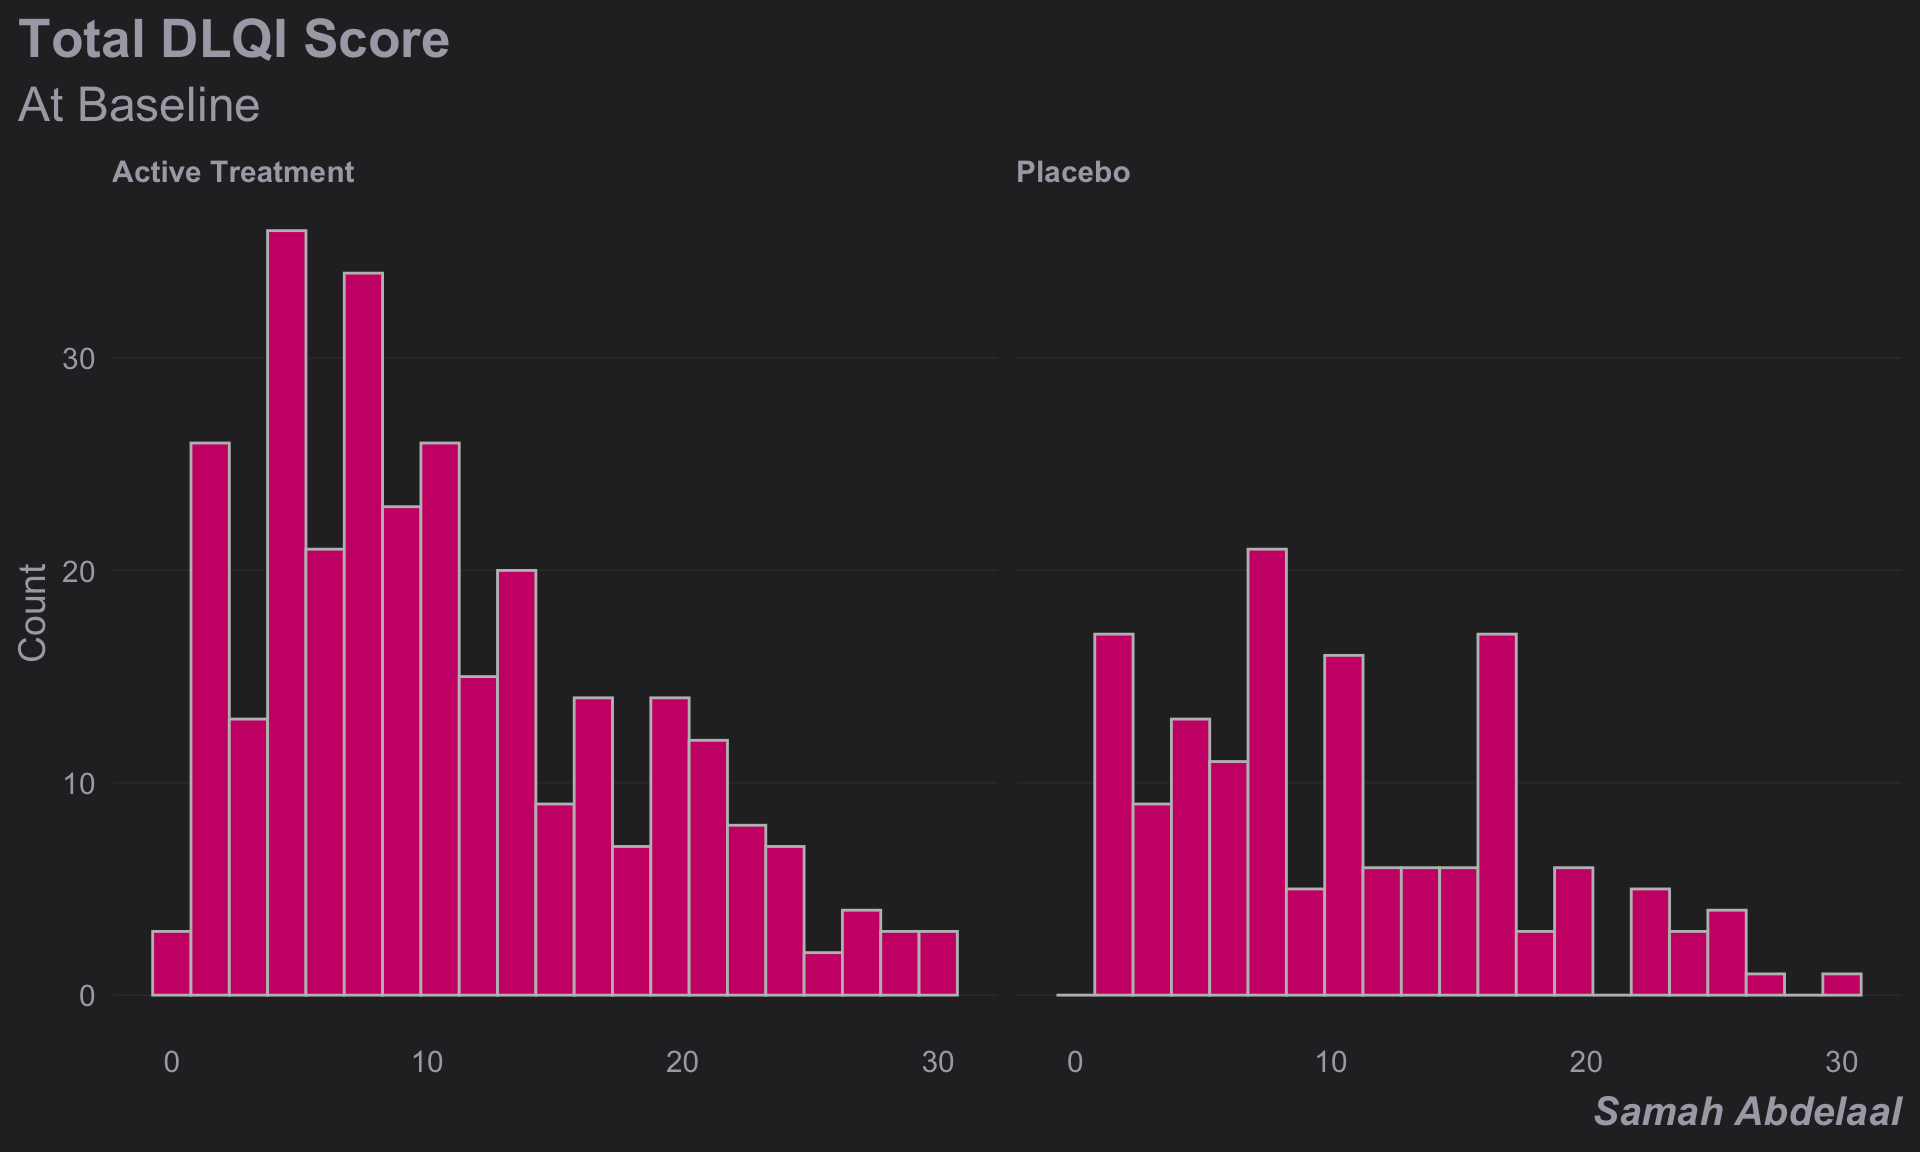 Total DLQI Score
At Baseline
Active Treatment
Placebo
Count
30
20
10
0
0 10 20 30
0 10 20 30
Samah Abdelaal